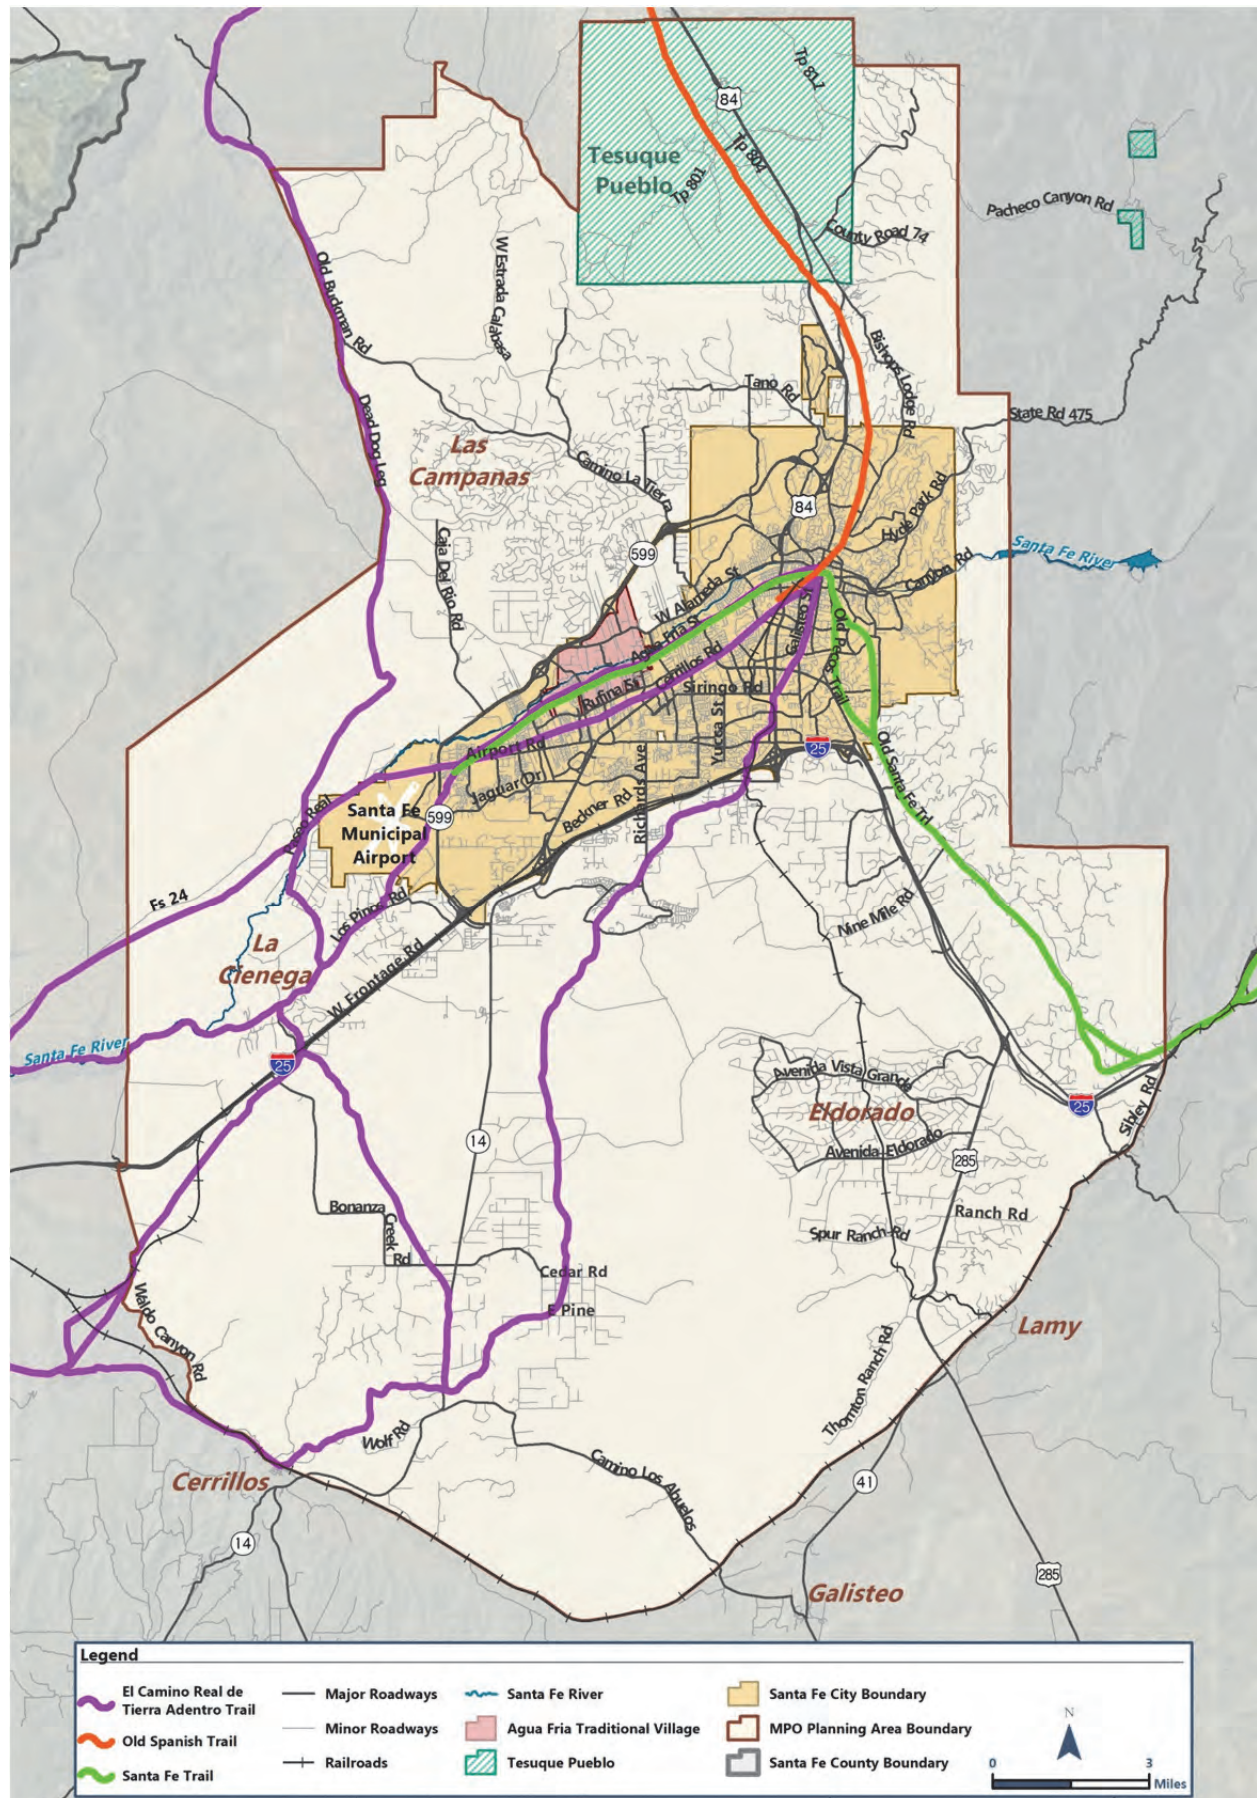 Tp 811
84
Tp 804
Tesuque
Pueblo
Tp 801
Pacheco Canyon Rd
County Road 74
Old Buckman Rd
W Estrada Calabasa
Bishops Lodge Rd
Tano Rd
State Rd 475
Dead Dog Leg
Las
Campanas
Camino La Tierra
84
Hyde Park Rd
Caja Del Rio Rd
599
Santa Fe River
Canyon Rd
W Alameda St
Agua Fria St
Galisteo St
Old Pecos Trail
Cerrillos Rd
Rufina St
Siringo Rd
Yucca St
Airport Rd
25
Old Santa Fe Trl
Jaguar Dr
Richards Ave
Beckner Rd
Paseo Real
Santa Fe
Municipal
Airport
599
Fs 24
Los Pinos Rd
Nine Mile Rd
La
Cienega
W Frontage Rd
Santa Fe River
25
Avenida Vista Grande
Eldorado
25
Sibley Rd
14
Avenida Eldorado
285
Bonanza
Creek
Rd
Ranch Rd
Spur Ranch Rd
Cedar Rd
E Pine
Waldo Canyon Rd
Lamy
Thornton Ranch Rd
Wolf Rd
Cerrillos
Camino Los Abuelos
41
14
285
Galisteo
Legend
El Camino Real de
Tierra Adentro Trail
Old Spanish Trail
Santa Fe Trail
Major Roadways
Minor Roadways
Railroads
Santa Fe River
Agua Fria Traditional Village
Tesuque Pueblo
Santa Fe City Boundary
MPO Planning Area Boundary
Santa Fe County Boundary
N
0 3
Miles